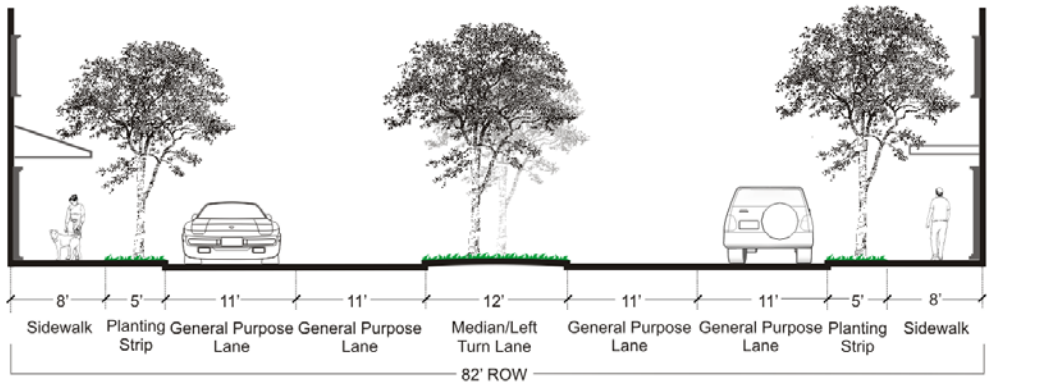 8' 5' 11' 11' 12' 11' 11' 5' 8'
Sidewalk Planting Strip General Purpose Lane General Purpose Lane Median/Left Turn Lane General Purpose Lane General Purpose Lane Planting Strip Sidewalk
82' ROW